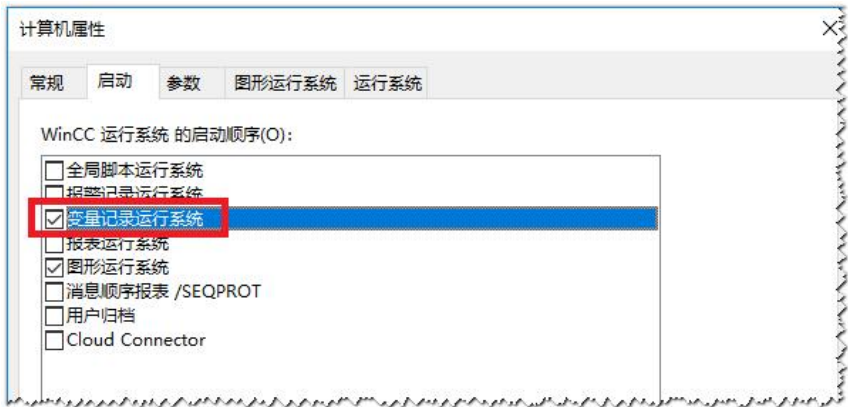 计算机属性
常规 启动 参数 图形运行系统 运行系统
WinCC 运行系统 的启动顺序(O):
全局脚本运行系统
报警记录运行系统
变量记录运行系统
报表运行系统
图形运行系统
消息顺序报表 /SEQPROT
用户归档
Cloud Connector